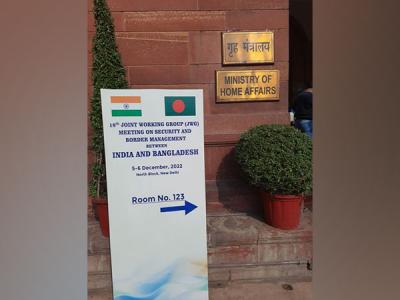 गृह मंत्रालय
MINISTRY OF
HOME AFFAIRS
19th JOINT WORKING GROUP (JWG)
MEETING ON SECURITY AND
BORDER MANAGEMENT
BETWEEN
INDIA AND BANGLADESH
5-6 December, 2022
North Block, New Delhi
Room No. 123